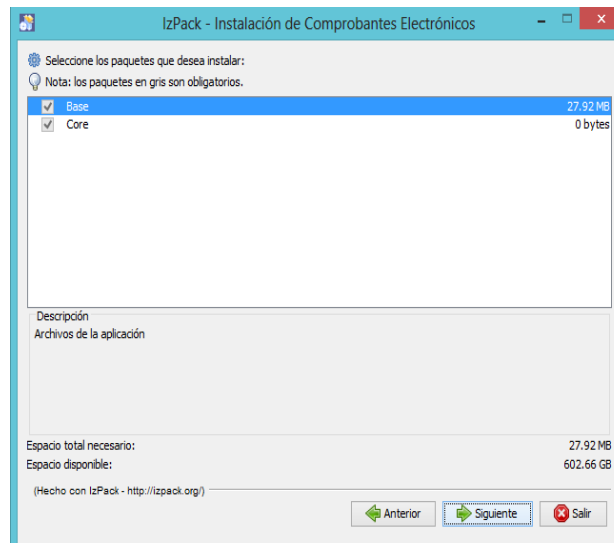 IzPack - Instalación de Comprobantes Electrónicos
Seleccione los paquetes que desea instalar:
Nota: los paquetes en gris son obligatorios.
Base 27.92 MB
Core 0 bytes
Descripción
Archivos de la aplicación
Espacio total necesario: 27.92 MB
Espacio disponible: 602.66 GB
(Hecho con IzPack - http://izpack.org/)
Anterior Siguiente Salir